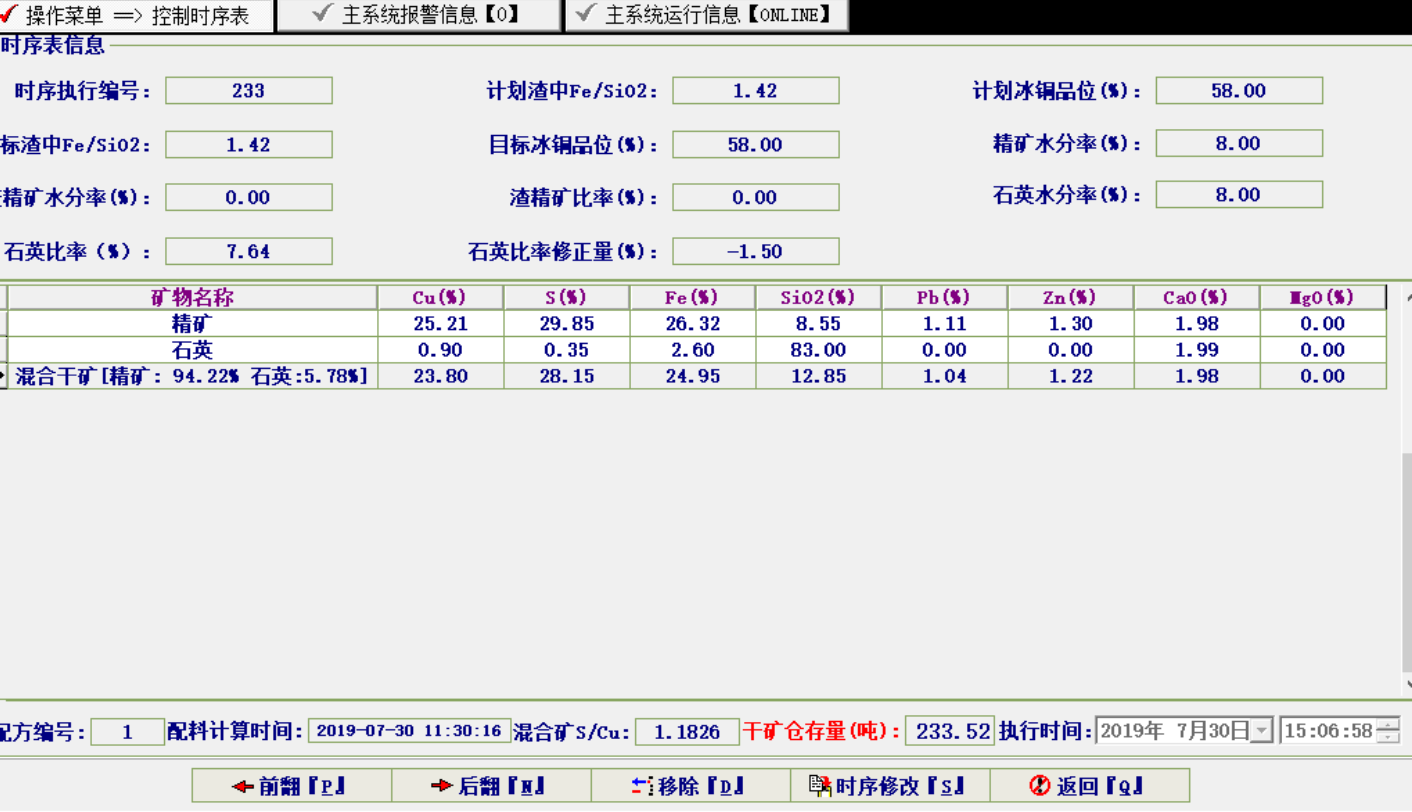 操作菜单 => 控制时序表 主系统报警信息【0】 主系统运行信息【ONLINE】
时序表信息
时序执行编号: 233 计划渣中Fe/SiO2: 1.42 计划冰铜品位(%): 58.00
标渣中Fe/SiO2: 1.42 目标冰铜品位(%): 58.00 精矿水分率(%): 8.00
精矿水分率(%): 0.00 渣精矿比率(%): 0.00 石英水分率(%): 8.00
石英比率(%): 7.64 石英比率修正量(%): -1.50
矿物名称 Cu(%) S(%) Fe(%) SiO2(%) Pb(%) Zn(%) CaO(%) MgO(%)
精矿 25.21 29.85 26.32 8.55 1.11 1.30 1.98 0.00
石英 0.90 0.35 2.60 83.00 0.00 0.00 1.99 0.00
混合干矿[精矿: 94.22% 石英:5.78%] 23.80 28.15 24.95 12.85 1.04 1.22 1.98 0.00
配方编号: 1 配料计算时间: 2019-07-30 11:30:16 混合矿S/Cu: 1.1826 干矿仓存量(吨): 233.52 执行时间: 2019年 7月30日 15:06:58
前翻『P』 后翻『N』 移除『D』 时序修改『S』 返回『Q』